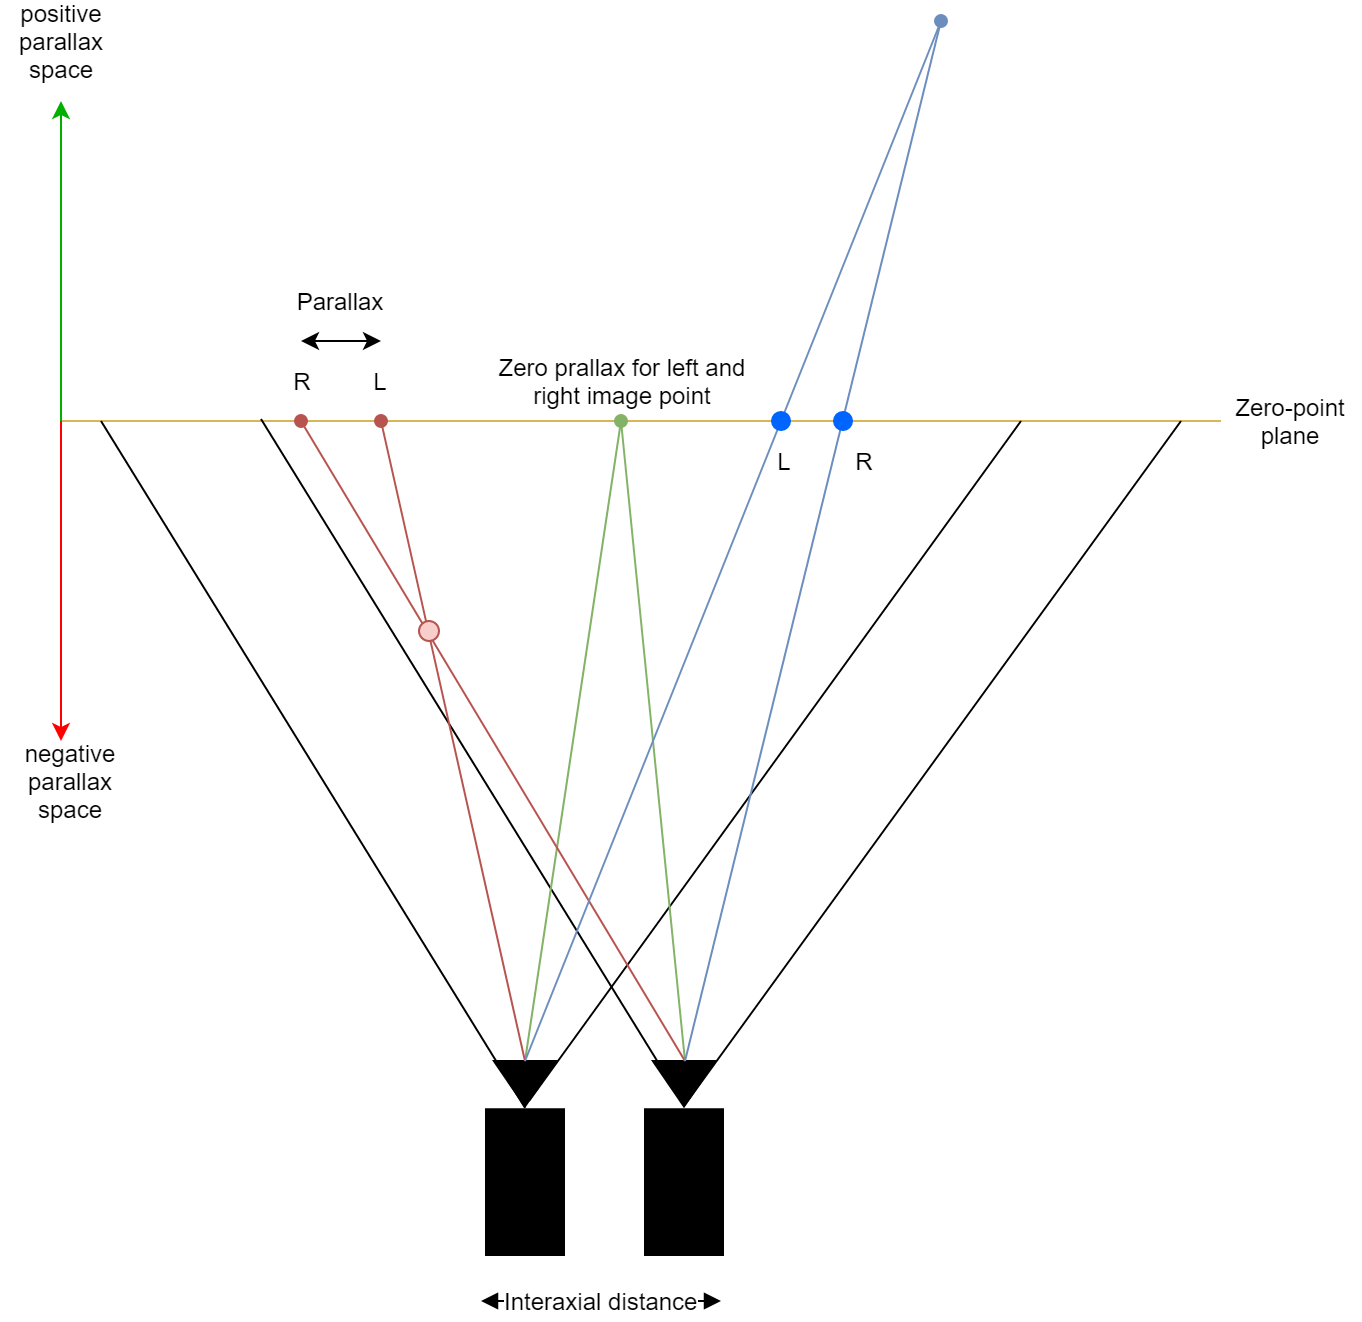 positive
parallax
space
Parallax
R
L
Zero prallax for left and
right image point
Zero-point
plane
L
R
negative
parallax
space
Interaxial distance